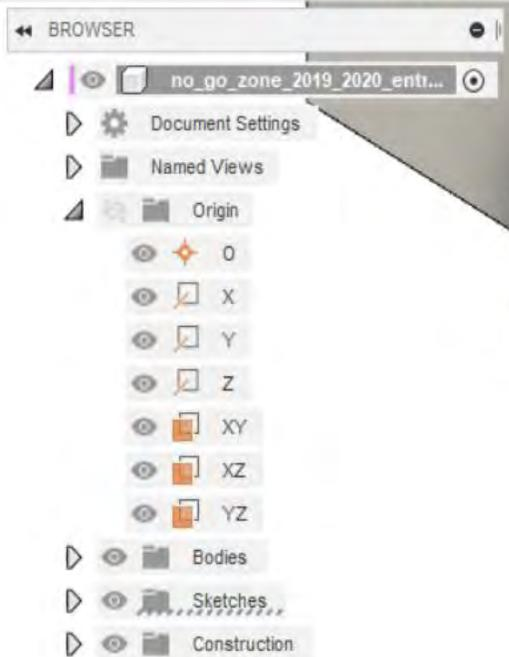 BROWSER
no_go_zone_2019_2020_entr...
Document Settings
Named Views
Origin
O
X
Y
Z
XY
XZ
YZ
Bodies
Sketches
Construction